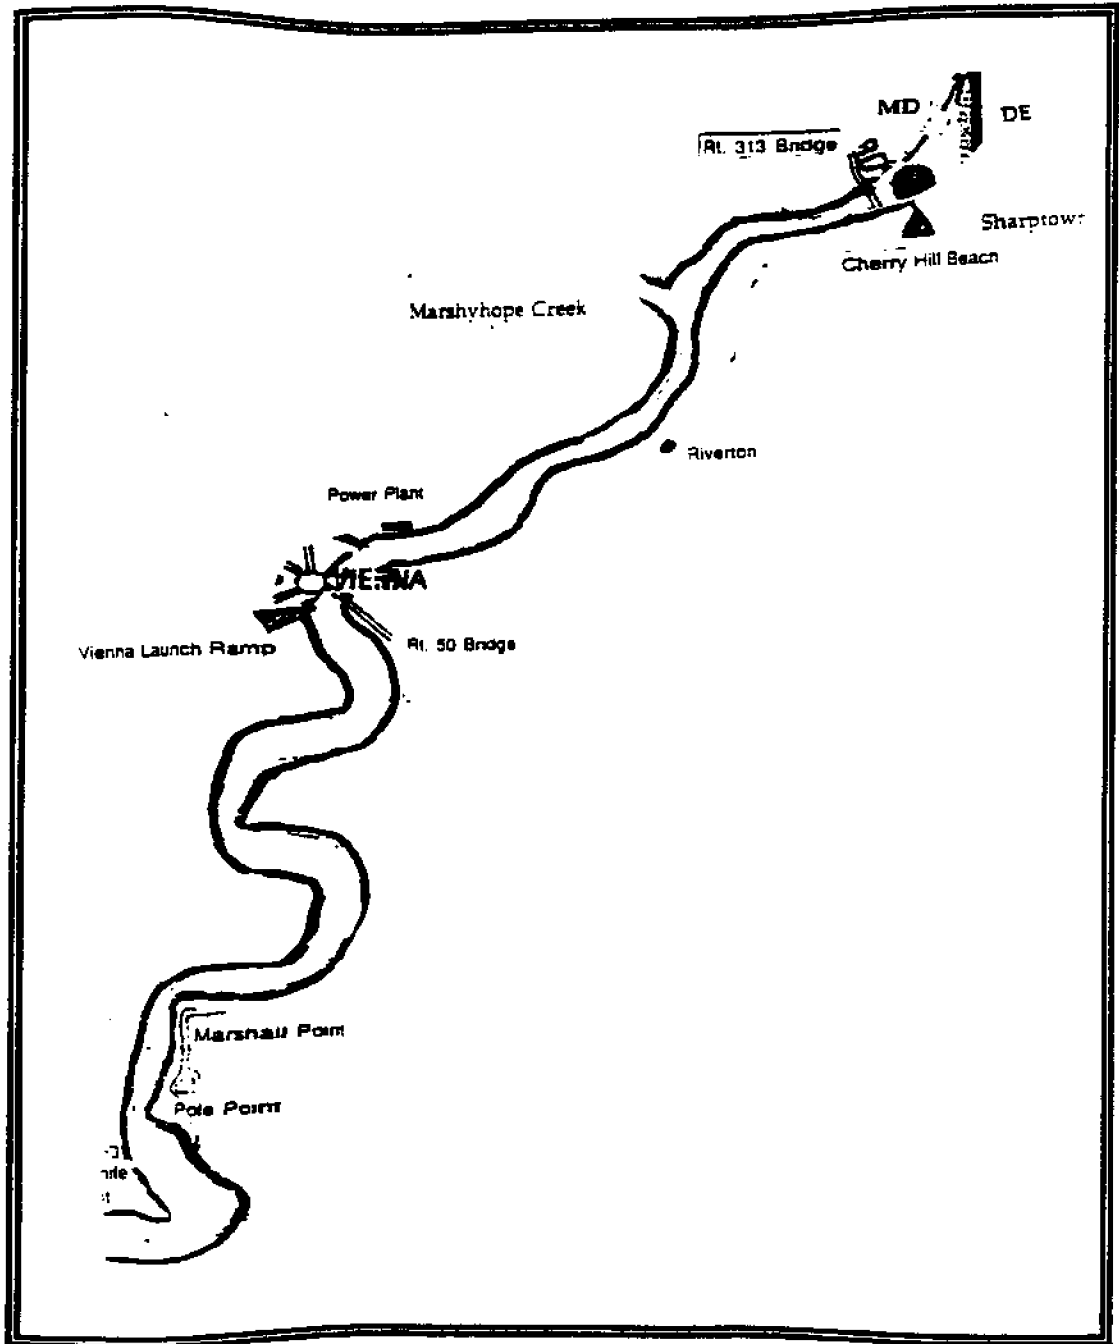 MD
DE
Rt. 313 Bridge
Sharptown
Cherry Hill Beach
Marshyhope Creek
Riverton
Power Plant
VIENNA
Vienna Launch Ramp
Rt. 50 Bridge
Marshall Point
Pole Point